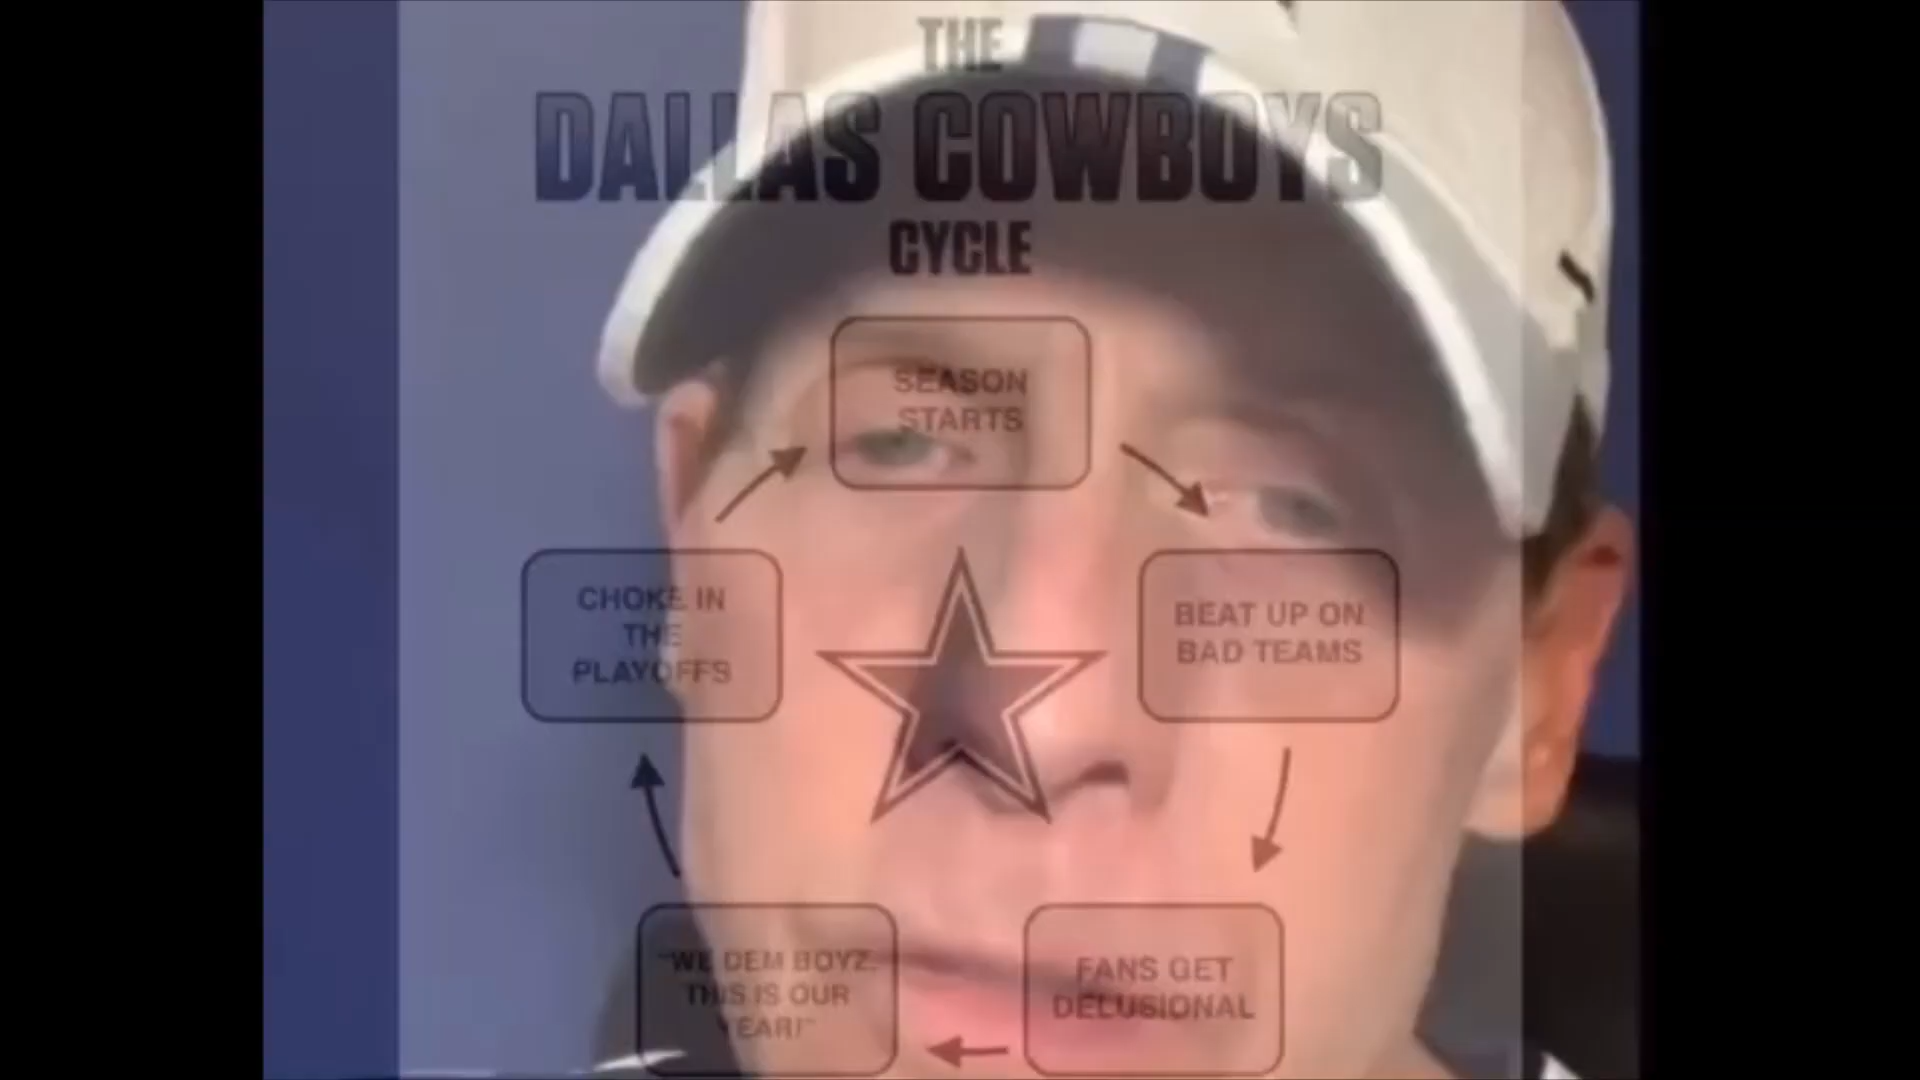 THE
DALLAS COWBOYS
CYCLE
SEASON
STARTS
BEAT UP ON
BAD TEAMS
FANS GET
DELUSIONAL
"WE DEM BOYZ.
THIS IS OUR
YEAR!"
CHOKE IN
THE
PLAYOFFS